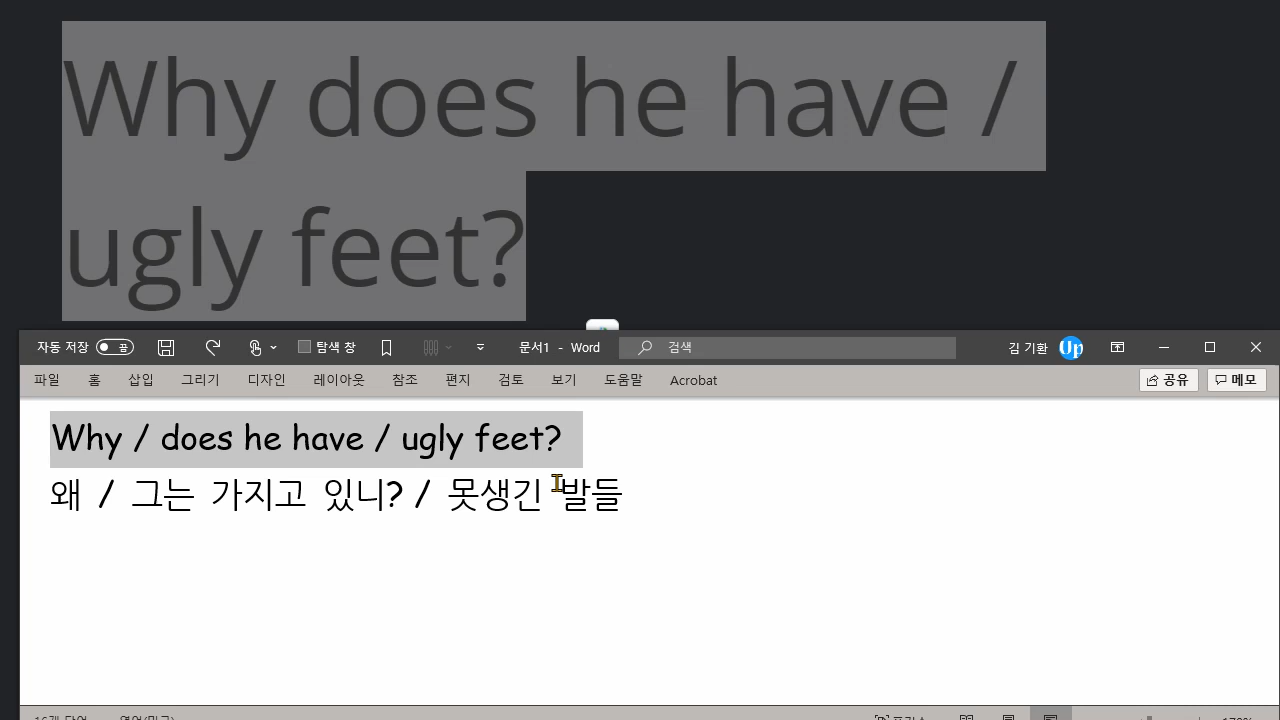 Why does he have /
ugly feet?
자동 저장 끔 탐색 창 문서1 - Word 검색 김 기환 Up
파일 홈 삽입 그리기 디자인 레이아웃 참조 편지 검토 보기 도움말 Acrobat 공유 메모
Why / does he have / ugly feet?
왜 / 그는 가지고 있니? / 못생긴 발들